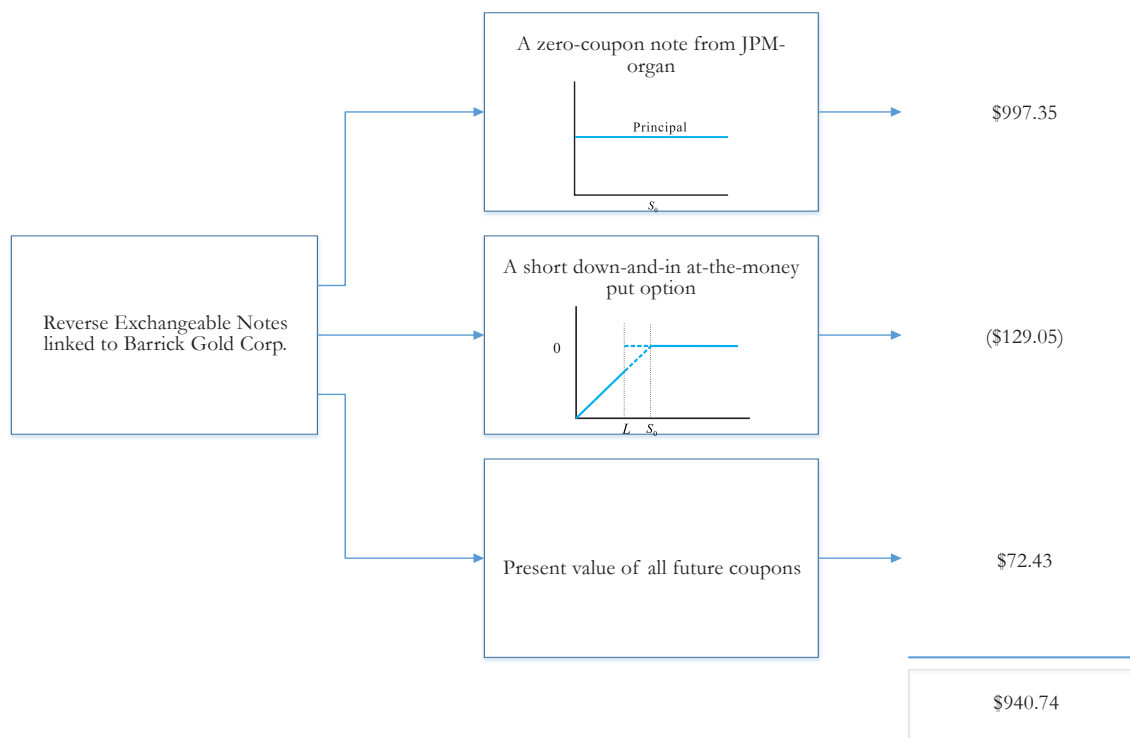 A zero-coupon note from JPM-
organ
Principal
S₀
$997.35
Reverse Exchangeable Notes
linked to Barrick Gold Corp.
A short down-and-in at-the-money
put option
0
L S₀
($129.05)
Present value of all future coupons
$72.43
$940.74